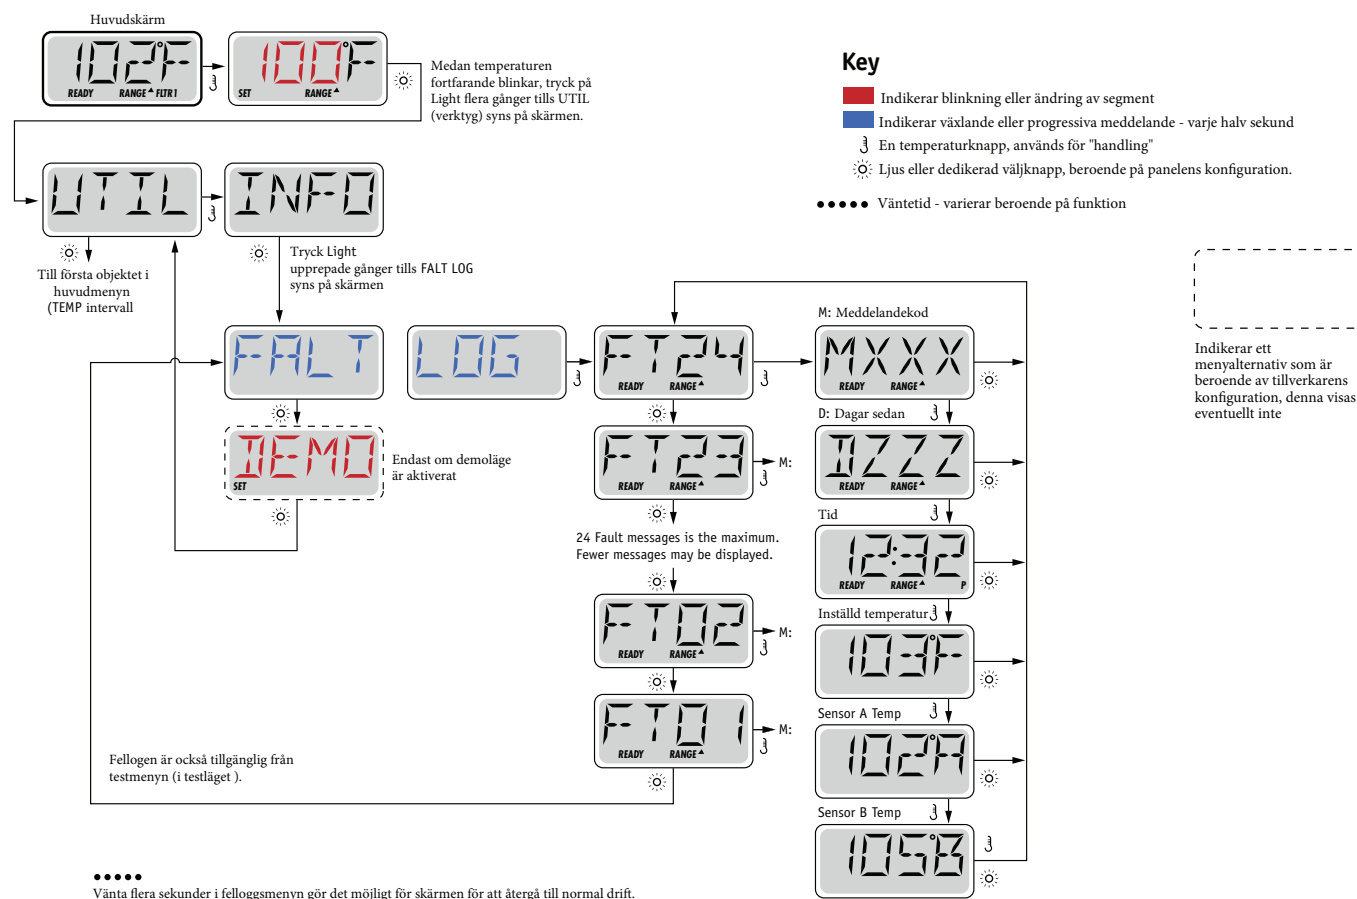 Huvudskärm
102°F
READY RANGE FLTR1
100°F
SET RANGE
Medan temperaturen
fortfarande blinkar, tryck på
Light flera gånger tills UTIL
(verktyg) syns på skärmen.
Key
Indikerar blinkning eller ändring av segment
Indikerar växlande eller progressiva meddelande - varje halv sekund
En temperaturknapp, används för "handling"
Ljus eller dedikerad väljknapp, beroende på panelens konfiguration.
Väntetid - varierar beroende på funktion
UTIL
INFO
Till första objektet i
huvudmenyn
(TEMP intervall
Tryck Light
upprepade gånger tills FALT LOG
syns på skärmen
Indikerar ett
menyalternativ som är
beroende av tillverkarens
konfiguration, denna visas
eventuellt inte
FALT
LOG
FT24
READY RANGE
M: Meddelandekod
MXXX
READY RANGE
DEMO
SET
Endast om demoläge
är aktiverat
FT23
READY RANGE
M:
D: Dagar sedan
DZZZ
READY RANGE
24 Fault messages is the maximum.
Fewer messages may be displayed.
Tid
12:32
READY RANGE P
FT02
READY RANGE
M:
Inställd temperatur
103°F
FT01
READY RANGE
M:
Sensor A Temp
102°A
Sensor B Temp
105°B
Fellogen är också tillgänglig från
testmenyn (i testläget ).
Vänta flera sekunder i felloggsmenyn gör det möjligt för skärmen för att återgå till normal drift.